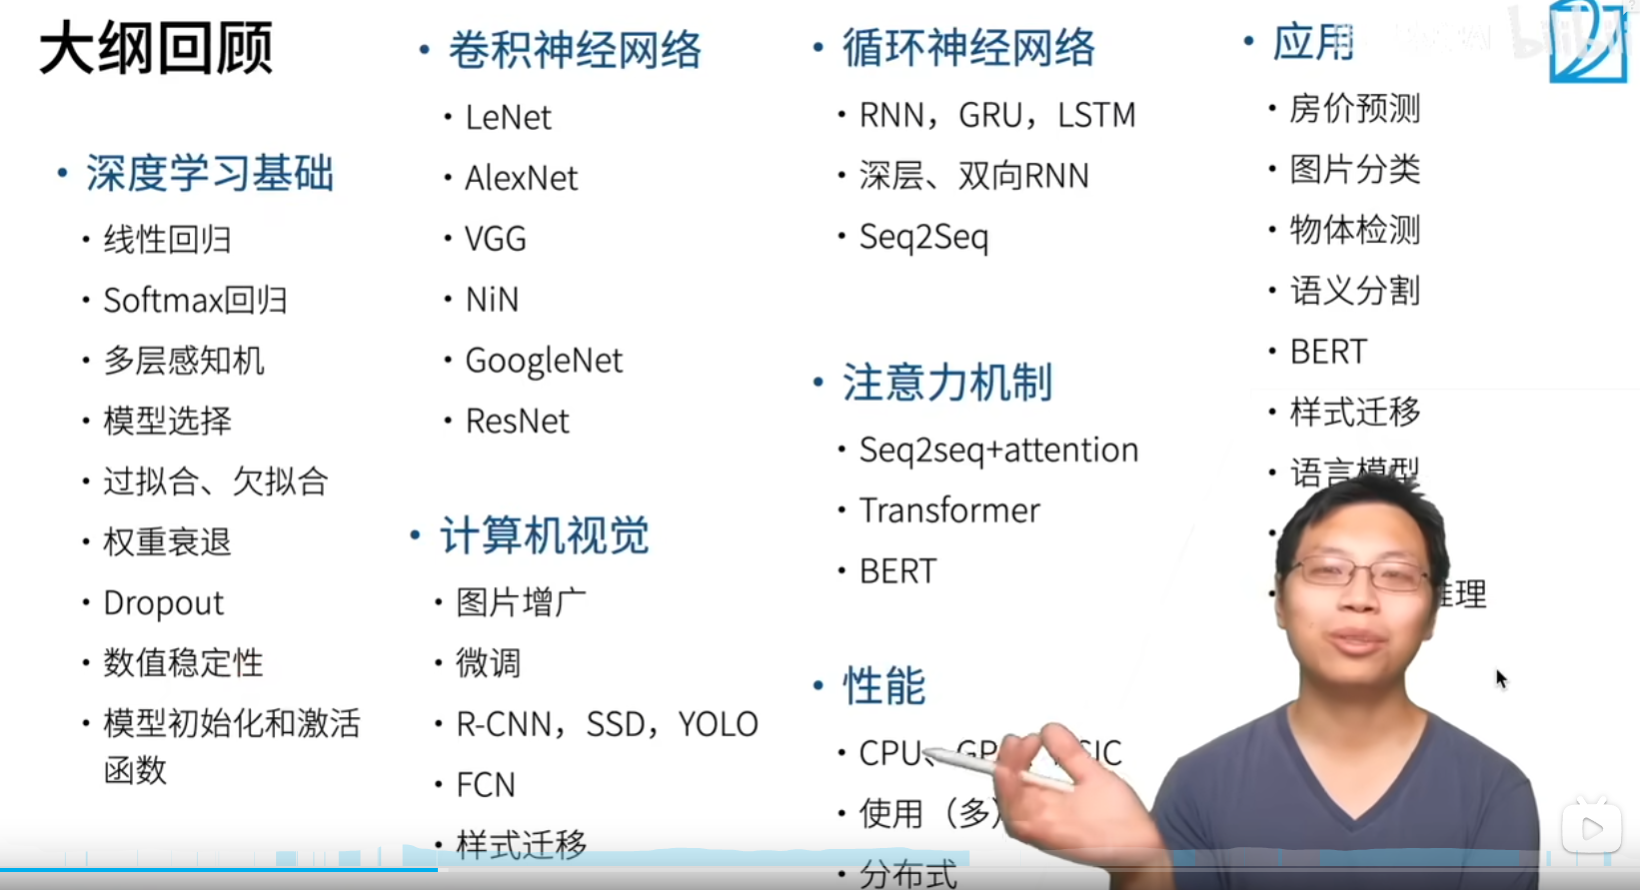 大纲回顾
• 深度学习基础
• 线性回归
• Softmax回归
• 多层感知机
• 模型选择
• 过拟合、欠拟合
• 权重衰退
• Dropout
• 数值稳定性
• 模型初始化和激活
函数
• 卷积神经网络
• LeNet
• AlexNet
• VGG
• NiN
• GoogleNet
• ResNet
• 计算机视觉
• 图片增广
• 微调
• R-CNN，SSD，YOLO
• FCN
• 样式迁移
• 循环神经网络
• RNN，GRU，LSTM
• 深层、双向RNN
• Seq2Seq
• 注意力机制
• Seq2seq+attention
• Transformer
• BERT
• 性能
• CPU、
• 使用（多）
• 分布式
• 应用
• 房价预测
• 图片分类
• 物体检测
• 语义分割
• BERT
• 样式迁移
• 语言模型
理
bilibili